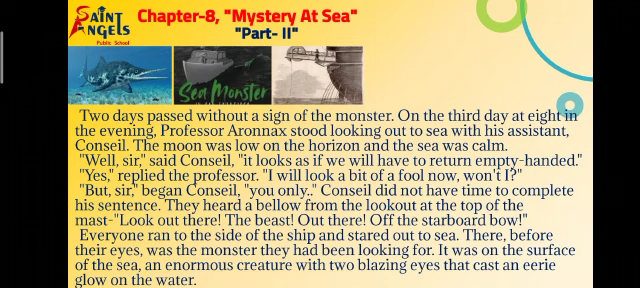 SAINT
ANGELS
Public School
Chapter-8, "Mystery At Sea"
"Part- II"
Sea Monster
Two days passed without a sign of the monster. On the third day at eight in
the evening, Professor Aronnax stood looking out to sea with his assistant,
Conseil. The moon was low on the horizon and the sea was calm.
"Well, sir," said Conseil, "it looks as if we will have to return empty-handed."
"Yes," replied the professor. "I will look a bit of a fool now, won't I?"
"But, sir," began Conseil, "you only.." Conseil did not have time to complete
his sentence. They heard a bellow from the lookout at the top of the
mast-"Look out there! The beast! Out there! Off the starboard bow!"
Everyone ran to the side of the ship and stared out to sea. There, before
their eyes, was the monster they had been looking for. It was on the surface
of the sea, an enormous creature with two blazing eyes that cast an eerie
glow on the water.